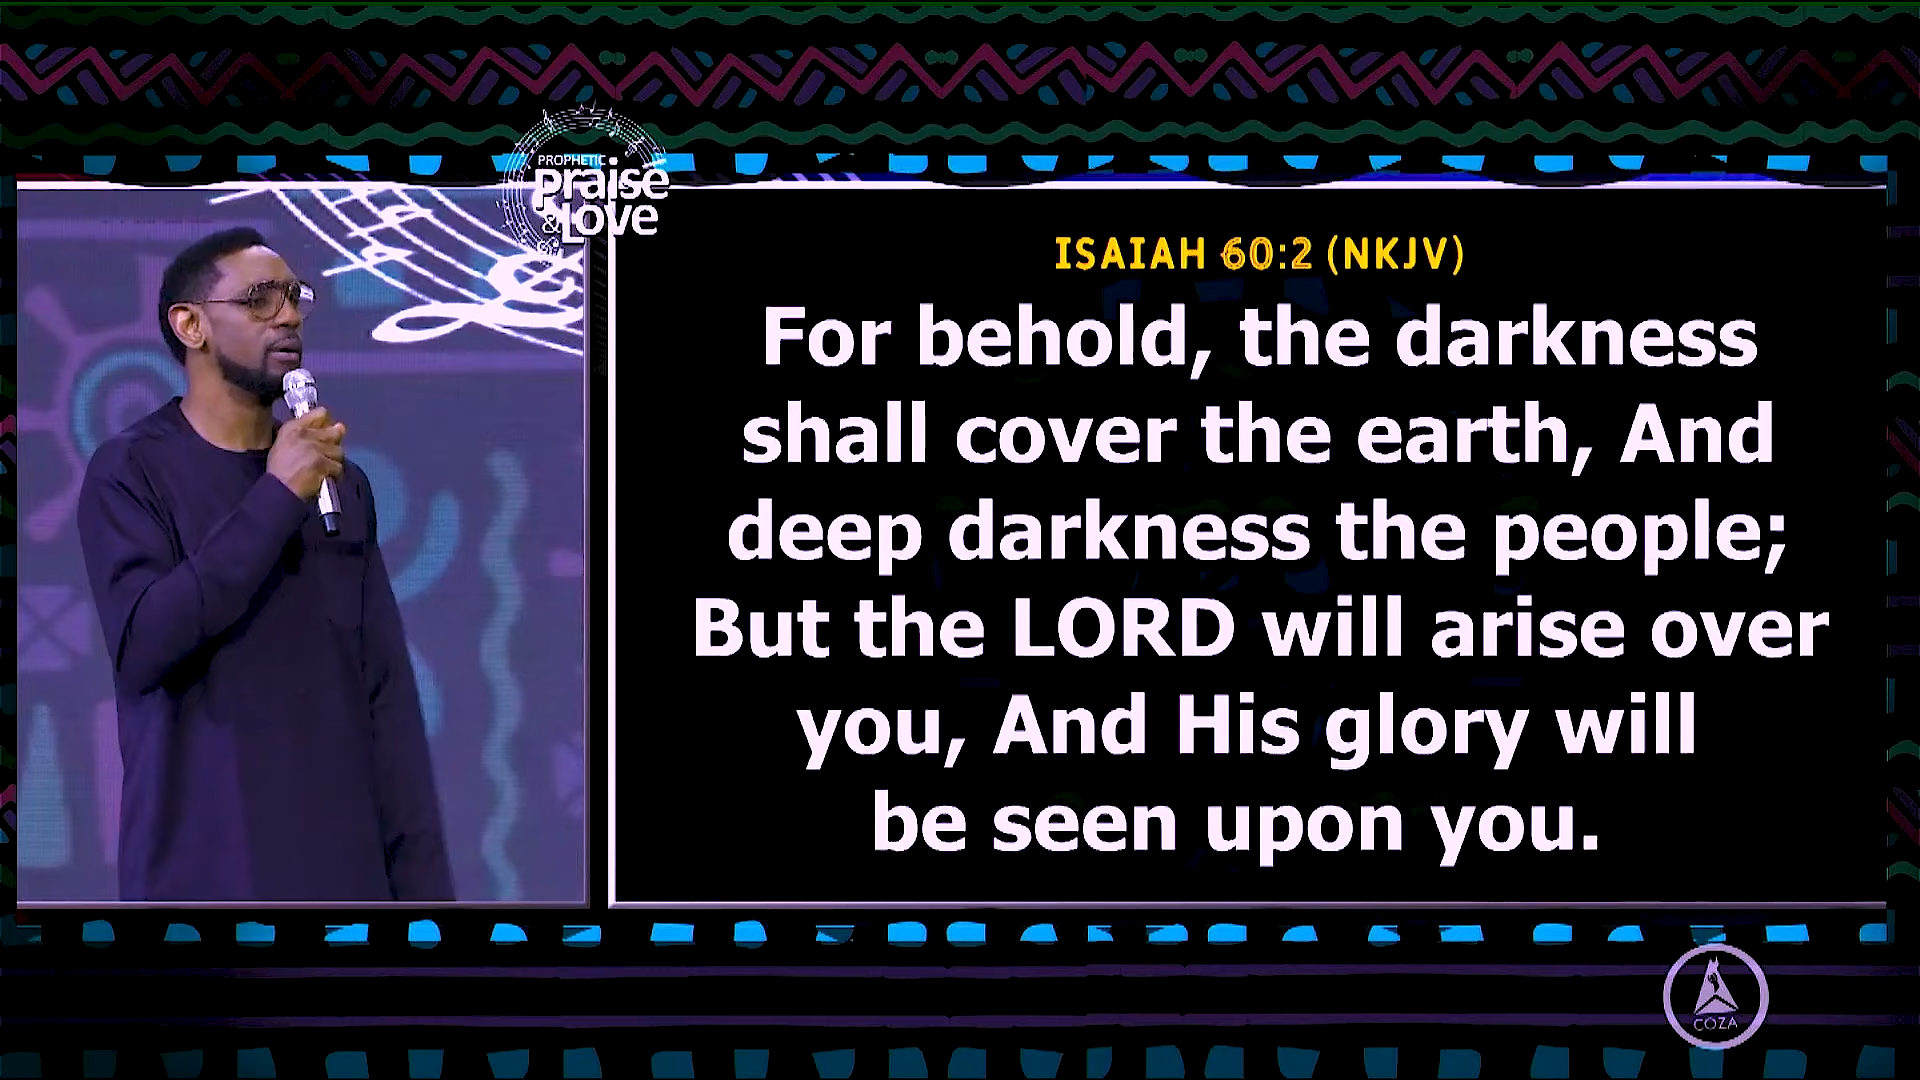 PROPHETIC
Praise
&Love
ISAIAH 60:2 (NKJV)
For behold, the darkness
shall cover the earth, And
deep darkness the people;
But the LORD will arise over
you, And His glory will
be seen upon you.
COZA